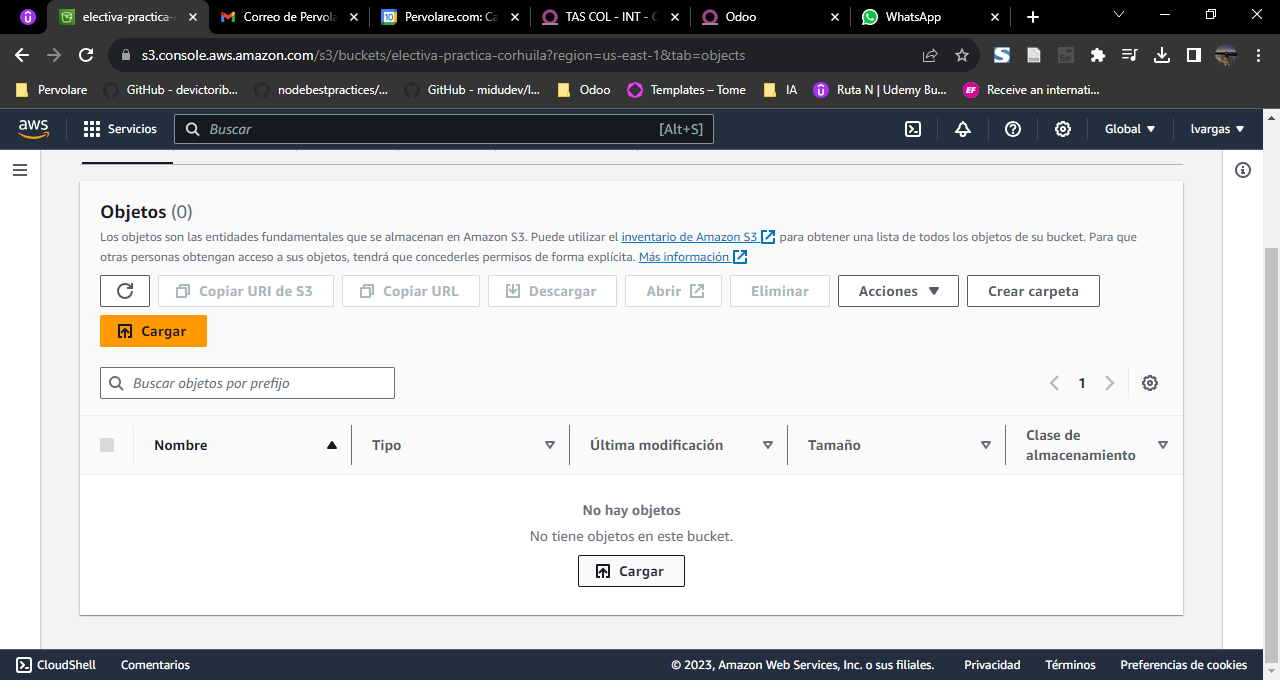 electiva-practica-
Correo de Pervola
Pervolare.com: Ca
TAS COL - INT - C
Odoo
WhatsApp
s3.console.aws.amazon.com/s3/buckets/electiva-practica-corhuila?region=us-east-1&tab=objects
Pervolare
GitHub - devictorib...
nodebestpractices/...
GitHub - midudev/l...
Odoo
Templates – Tome
IA
Ruta N | Udemy Bu...
EF
Receive an internati...
aws
Servicios
Buscar
[Alt+S]
Global
lvargas
Objetos (0)
Los objetos son las entidades fundamentales que se almacenan en Amazon S3. Puede utilizar el inventario de Amazon S3 para obtener una lista de todos los objetos de su bucket. Para que
otras personas obtengan acceso a sus objetos, tendrá que concederles permisos de forma explícita. Más información
Copiar URI de S3
Copiar URL
Descargar
Abrir
Eliminar
Acciones
Crear carpeta
Cargar
Buscar objetos por prefijo
1
Nombre
Tipo
Última modificación
Tamaño
Clase de
almacenamiento
No hay objetos
No tiene objetos en este bucket.
Cargar
CloudShell
Comentarios
© 2023, Amazon Web Services, Inc. o sus filiales.
Privacidad
Términos
Preferencias de cookies